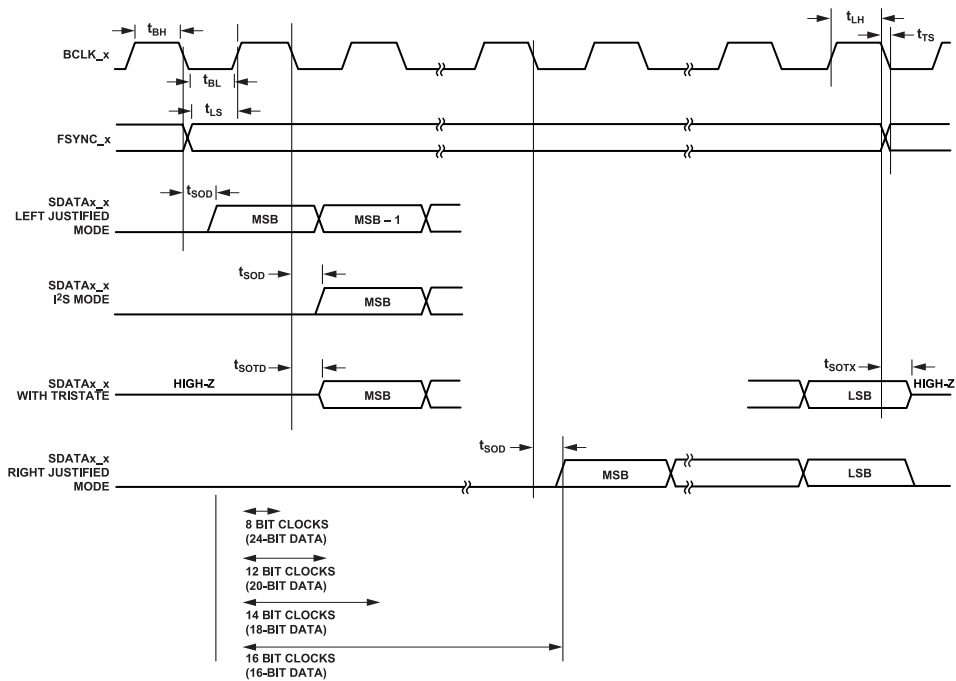 tBH
tLH
tTS
BCLK_x
tBL
tLS
FSYNC_x
tSOD
SDATAx_x
LEFT JUSTIFIED
MODE
MSB
MSB – 1
tSOD
SDATAx_x
I2S MODE
MSB
tSOTD
tSOTX
SDATAx_x
WITH TRISTATE
HIGH-Z
MSB
LSB
HIGH-Z
tSOD
SDATAx_x
RIGHT JUSTIFIED
MODE
MSB
LSB
8 BIT CLOCKS
(24-BIT DATA)
12 BIT CLOCKS
(20-BIT DATA)
14 BIT CLOCKS
(18-BIT DATA)
16 BIT CLOCKS
(16-BIT DATA)